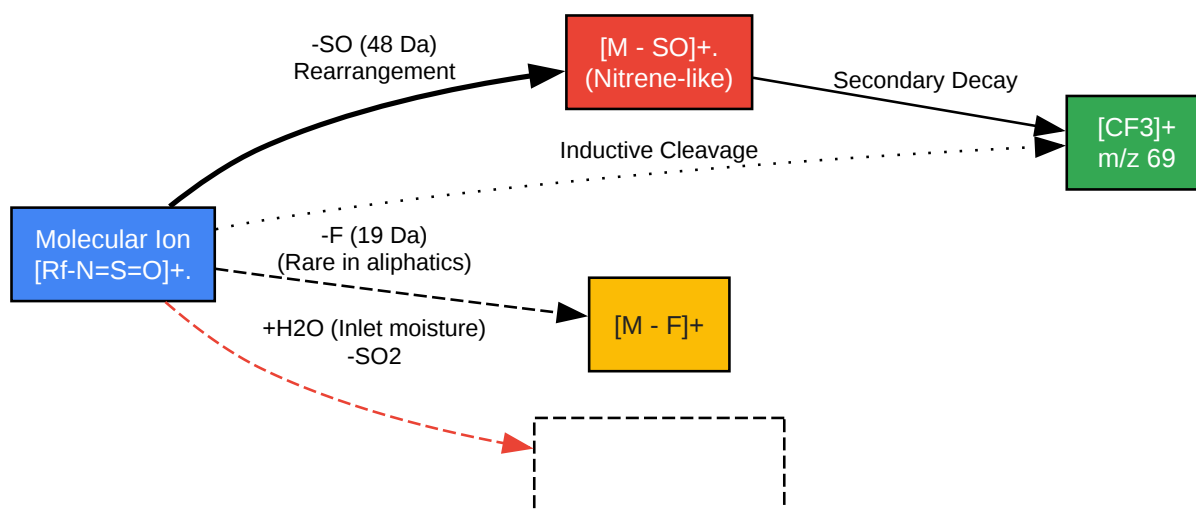 -SO (48 Da)
Rearrangement
[M - SO]+.
(Nitrene-like)
Secondary Decay
[CF3]+
m/z 69
Inductive Cleavage
Molecular Ion
[Rf-N=S=O]+.
-F (19 Da)
(Rare in aliphatics)
[M - F]+
+H2O (Inlet moisture)
-SO2